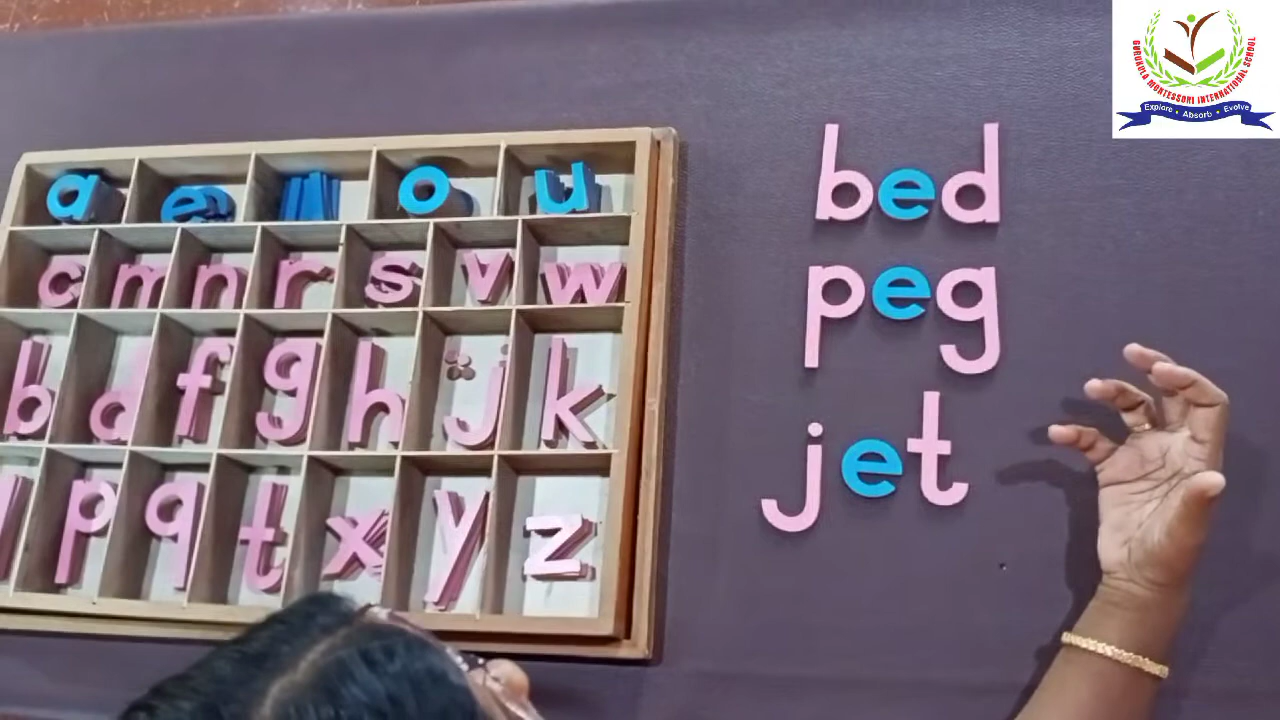 GURUKULA MONTESSORI INTERNATIONAL SCHOOL
Explore • Absorb • Evolve
a e o u
c m n r s v w
b d f g h j k
p q t x y z
bed
peg
jet